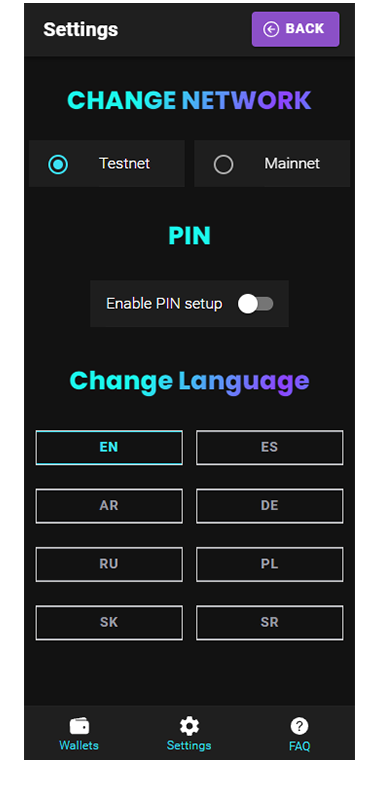 Settings
BACK
CHANGE NETWORK
Testnet
Mainnet
PIN
Enable PIN setup
Change Language
EN
ES
AR
DE
RU
PL
SK
SR
Wallets
Settings
FAQ